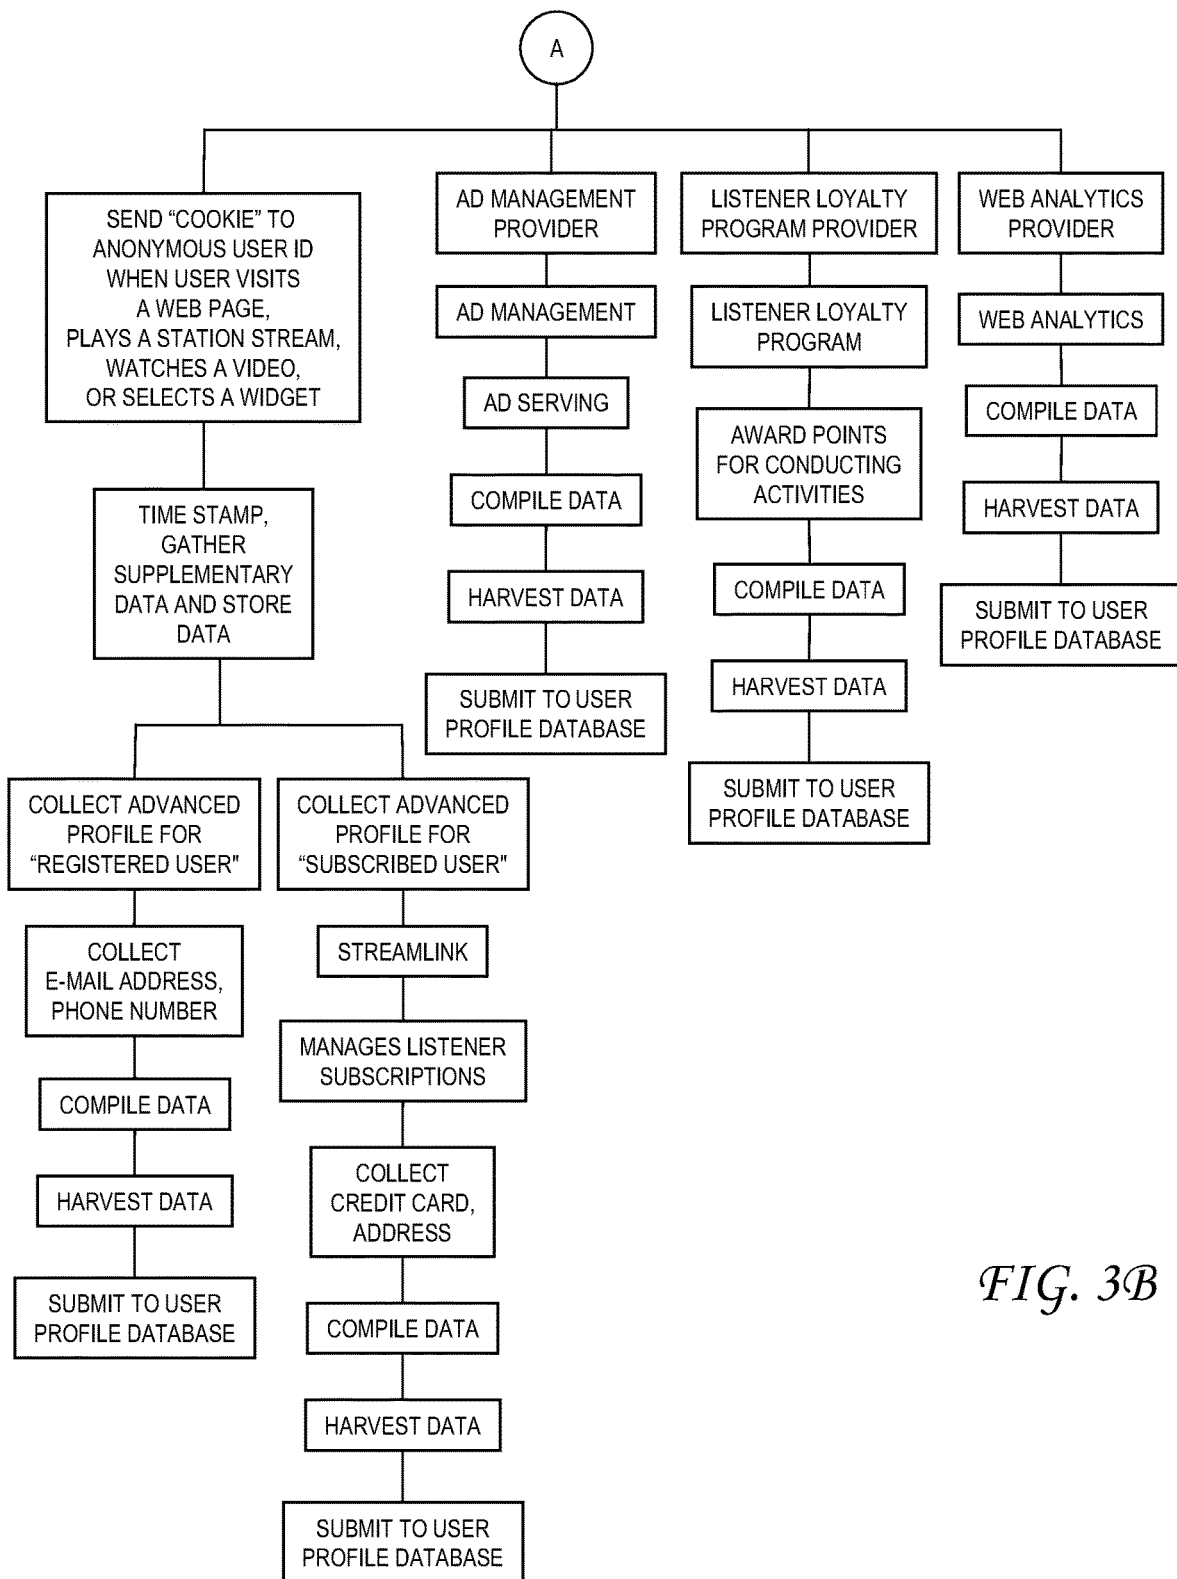 A
SEND “COOKIE” TO
ANONYMOUS USER ID
WHEN USER VISITS
A WEB PAGE,
PLAYS A STATION STREAM,
WATCHES A VIDEO,
OR SELECTS A WIDGET
TIME STAMP,
GATHER
SUPPLEMENTARY
DATA AND STORE
DATA
COLLECT ADVANCED
PROFILE FOR
“REGISTERED USER"
COLLECT
E-MAIL ADDRESS,
PHONE NUMBER
COMPILE DATA
HARVEST DATA
SUBMIT TO USER
PROFILE DATABASE
COLLECT ADVANCED
PROFILE FOR
“SUBSCRIBED USER"
STREAMLINK
MANAGES LISTENER
SUBSCRIPTIONS
COLLECT
CREDIT CARD,
ADDRESS
COMPILE DATA
HARVEST DATA
SUBMIT TO USER
PROFILE DATABASE
AD MANAGEMENT
PROVIDER
AD MANAGEMENT
AD SERVING
COMPILE DATA
HARVEST DATA
SUBMIT TO USER
PROFILE DATABASE
LISTENER LOYALTY
PROGRAM PROVIDER
LISTENER LOYALTY
PROGRAM
AWARD POINTS
FOR CONDUCTING
ACTIVITIES
COMPILE DATA
HARVEST DATA
SUBMIT TO USER
PROFILE DATABASE
WEB ANALYTICS
PROVIDER
WEB ANALYTICS
COMPILE DATA
HARVEST DATA
SUBMIT TO USER
PROFILE DATABASE
FIG. 3B